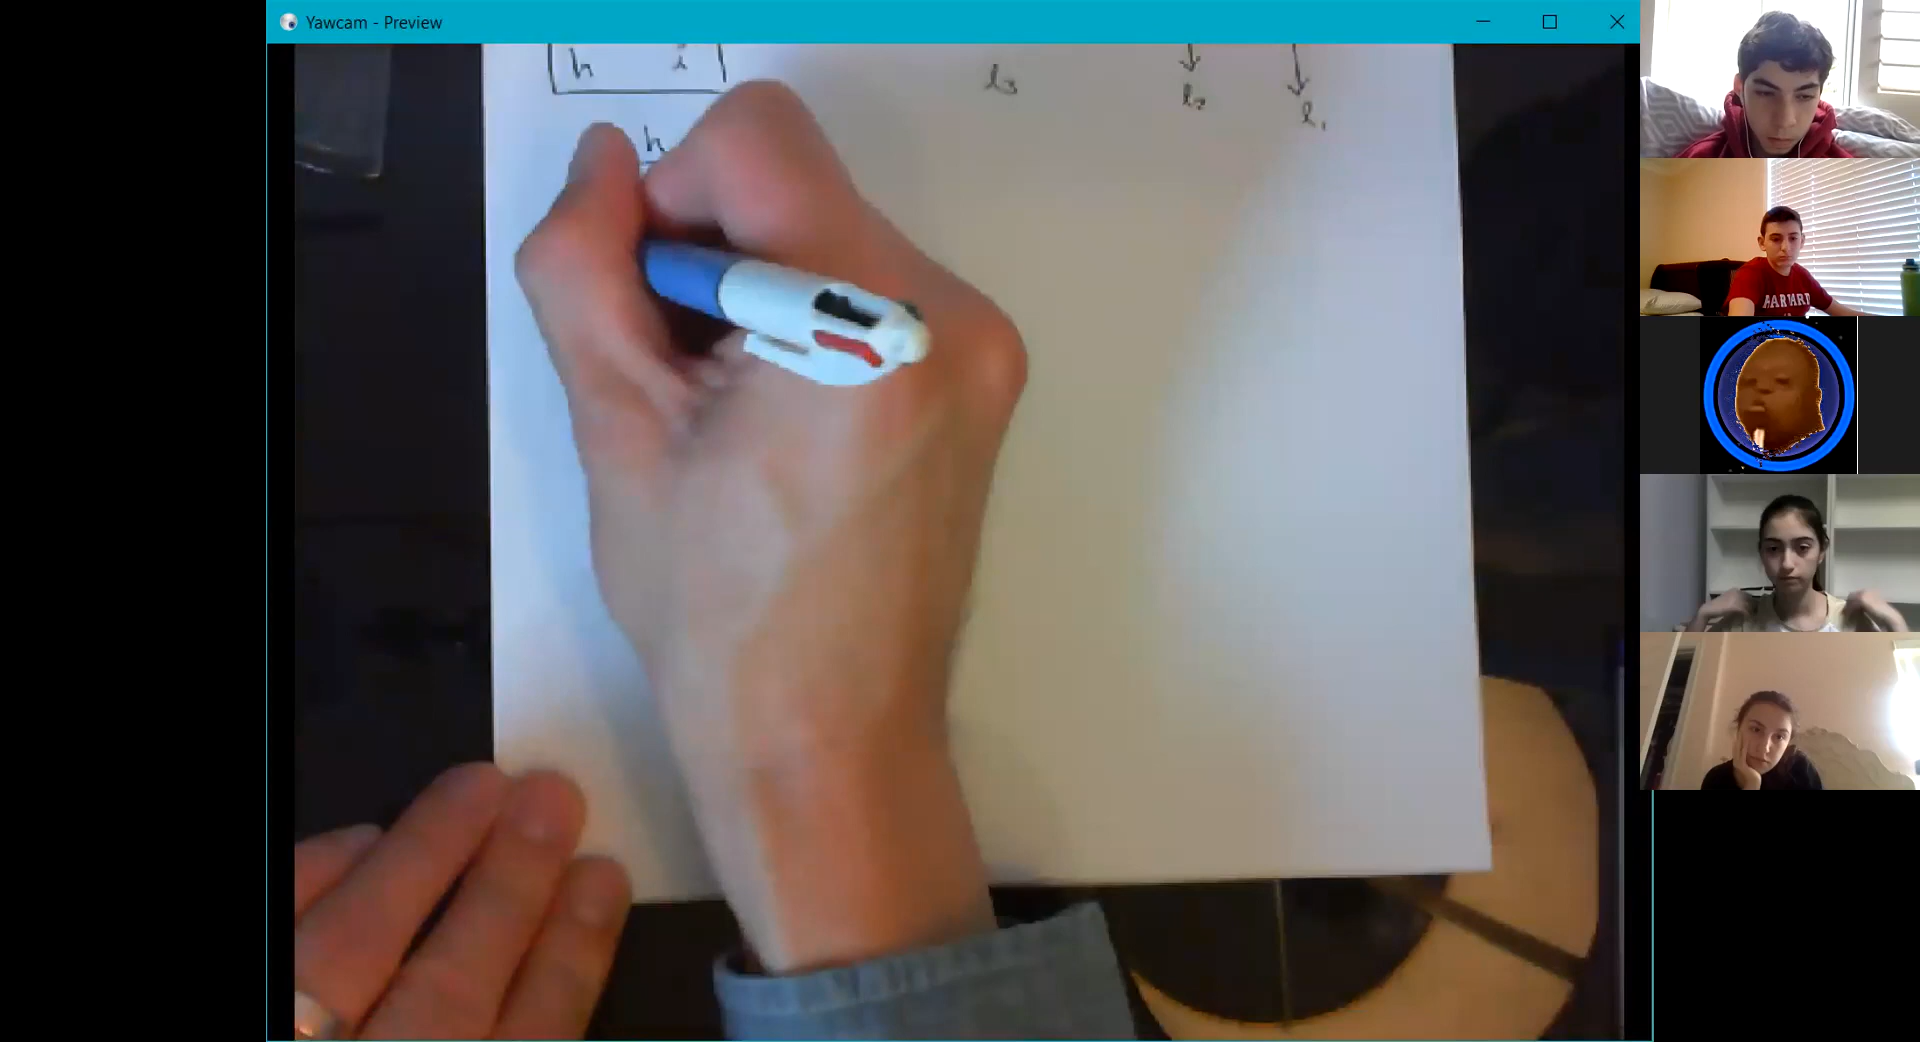 Yawcam - Preview
h i
l₃ l₂ l₁
h
HARVARD